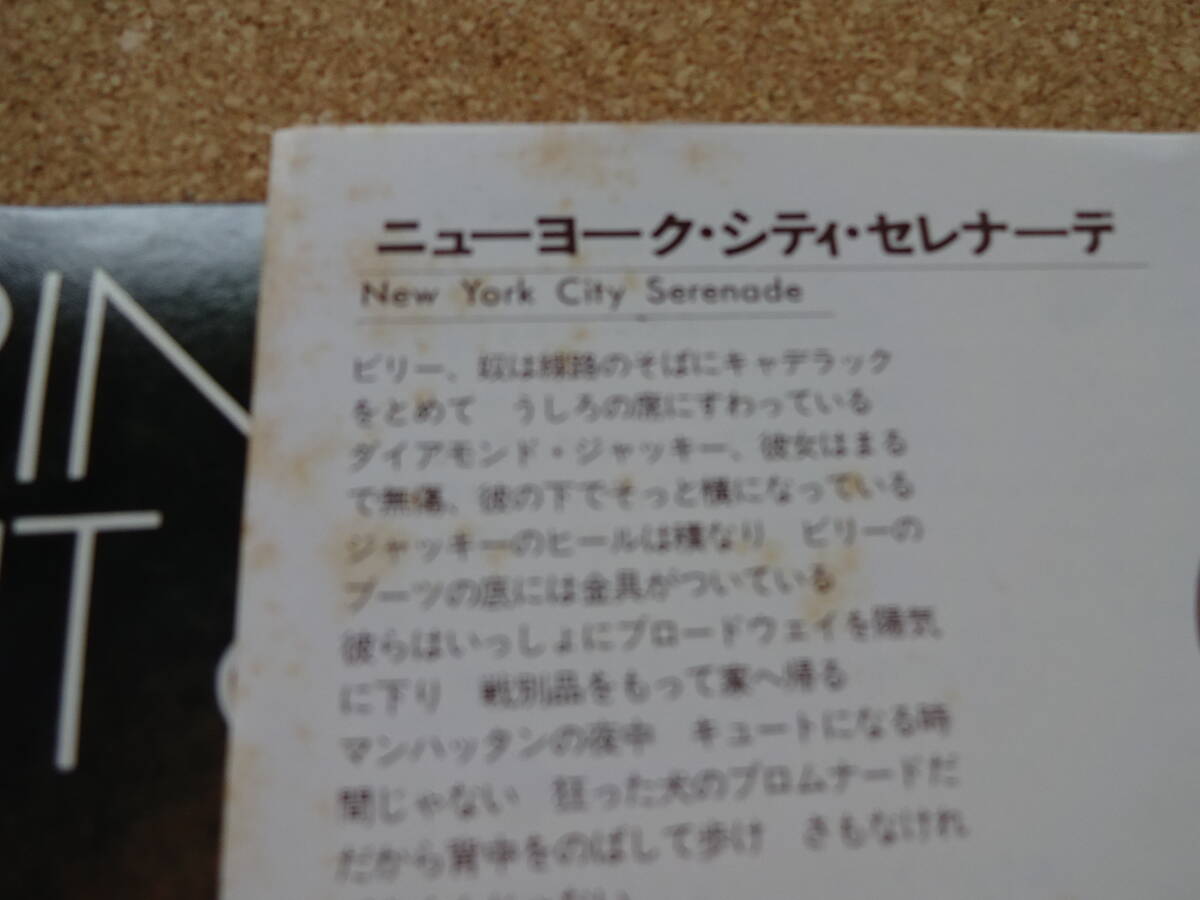 ニューヨーク・シティ・セレナーデ
New York City Serenade
ビリー、奴は線路のそばにキャデラック
をとめて うしろの席にすわっている
ダイアモンド・ジャッキー、彼女はまる
で無傷、彼の下でそっと横になっている
ジャッキーのヒールは積なり ビリーの
ブーツの底には金具がついている
彼らはいっしょにブロードウェイを陽気
に下り 戦別品をもって家へ帰る
マンハッタンの夜中 キュートになる時
間じゃない 狂った犬のプロムナードだ
だから背中をのばして歩け さもなけれ
IN
T